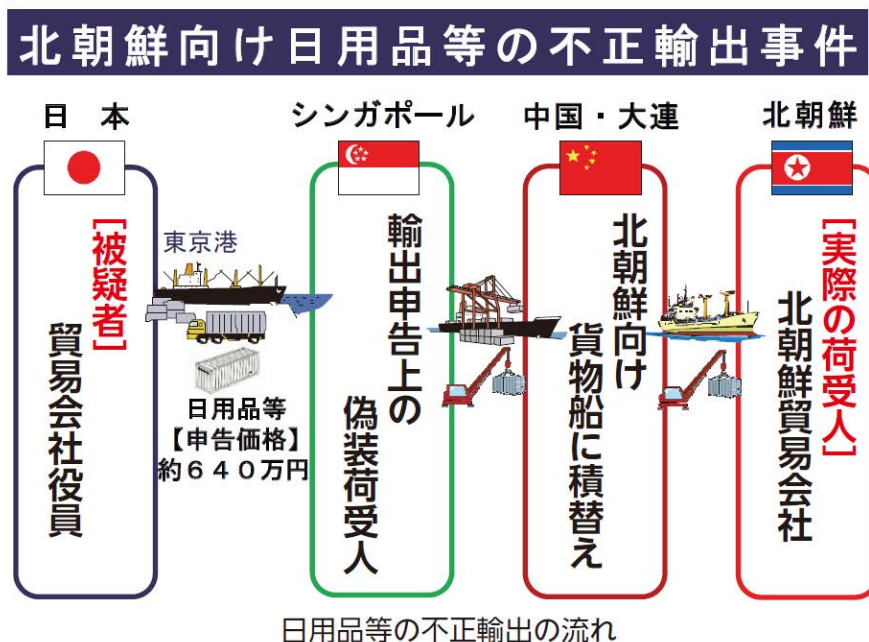 北朝鮮向け日用品等の不正輸出事件
日本
[被疑者]
貿易会社役員
東京港
日用品等
【申告価格】
約640万円
シンガポール
輸出申告上の
偽装荷受人
中国・大連
北朝鮮向け
貨物船に積替え
北朝鮮
[実際の荷受人]
北朝鮮貿易会社
日用品等の不正輸出の流れ